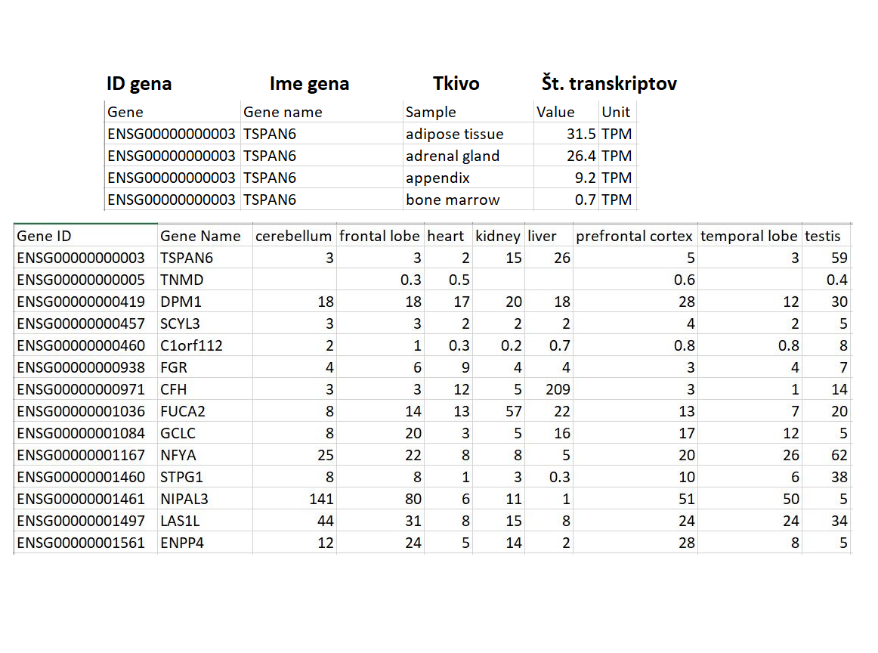 ID gena Ime gena Tkivo Št. transkriptov
Gene Gene name Sample Value Unit
ENSG00000000003 TSPAN6 adipose tissue 31.5 TPM
ENSG00000000003 TSPAN6 adrenal gland 26.4 TPM
ENSG00000000003 TSPAN6 appendix 9.2 TPM
ENSG00000000003 TSPAN6 bone marrow 0.7 TPM
Gene ID Gene Name cerebellum frontal lobe heart kidney liver prefrontal cortex temporal lobe testis
ENSG00000000003 TSPAN6 3 3 2 15 26 5 3 59
ENSG00000000005 TNMD 0.3 0.5 0.6 0.4
ENSG00000000419 DPM1 18 18 17 20 18 28 12 30
ENSG00000000457 SCYL3 3 3 2 2 2 4 2 5
ENSG00000000460 C1orf112 2 1 0.3 0.2 0.7 0.8 0.8 8
ENSG00000000938 FGR 4 6 9 4 4 3 4 7
ENSG00000000971 CFH 3 3 12 5 209 3 1 14
ENSG00000001036 FUCA2 8 14 13 57 22 13 7 20
ENSG00000001084 GCLC 8 20 3 5 16 17 12 5
ENSG00000001167 NFYA 25 22 8 8 5 20 26 62
ENSG00000001460 STPG1 8 8 1 3 0.3 10 6 38
ENSG00000001461 NIPAL3 141 80 6 11 1 51 50 5
ENSG00000001497 LAS1L 44 31 8 15 8 24 24 34
ENSG00000001561 ENPP4 12 24 5 14 2 28 8 5